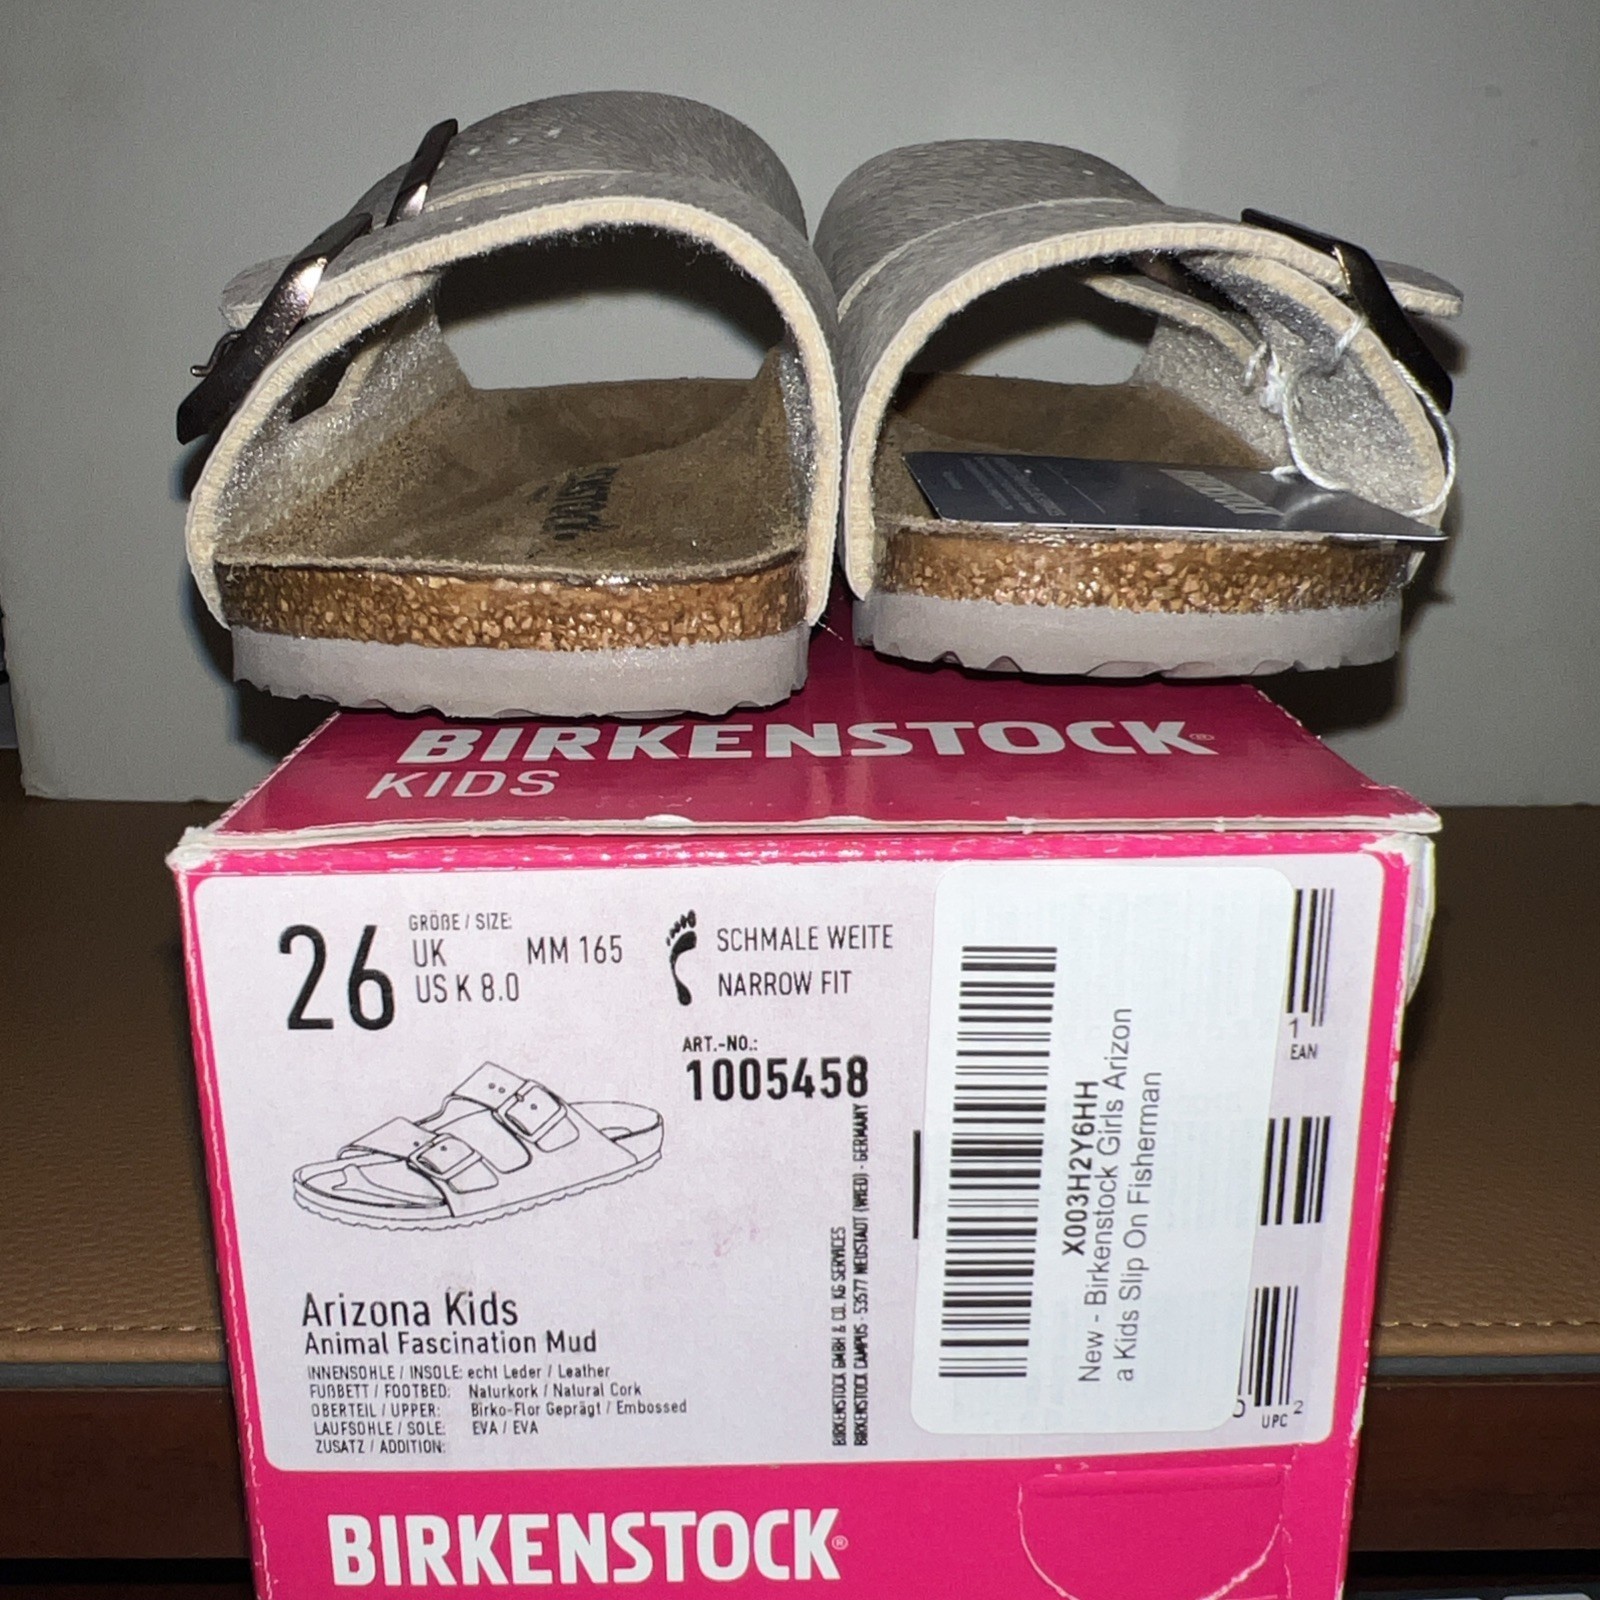 BIRKENSTOCK®
KIDS
26
GRÖßE / SIZE:
UK
MM 165
US K 8.0
SCHMALE WEITE
NARROW FIT
ART.-NO.:
1005458
Arizona Kids
Animal Fascination Mud
INNENSOHLE / INSOLE: echt Leder / Leather
FUßBETT / FOOTBED: Naturkork / Natural Cork
OBERTEIL / UPPER: Birko-Flor Geprägt / Embossed
LAUFSOHLE / SOLE: EVA / EVA
ZUSATZ / ADDITION:
BIRKENSTOCK GMBH & CO. KG SERVICES
BIRKENSTOCK CAMPUS · 53577 NEUSTADT (WIED) · GERMANY
X003H2Y6HH
New - Birkenstock Girls Arizon
a Kids Slip On Fisherman
1
EAN
UPC 2
BIRKENSTOCK®